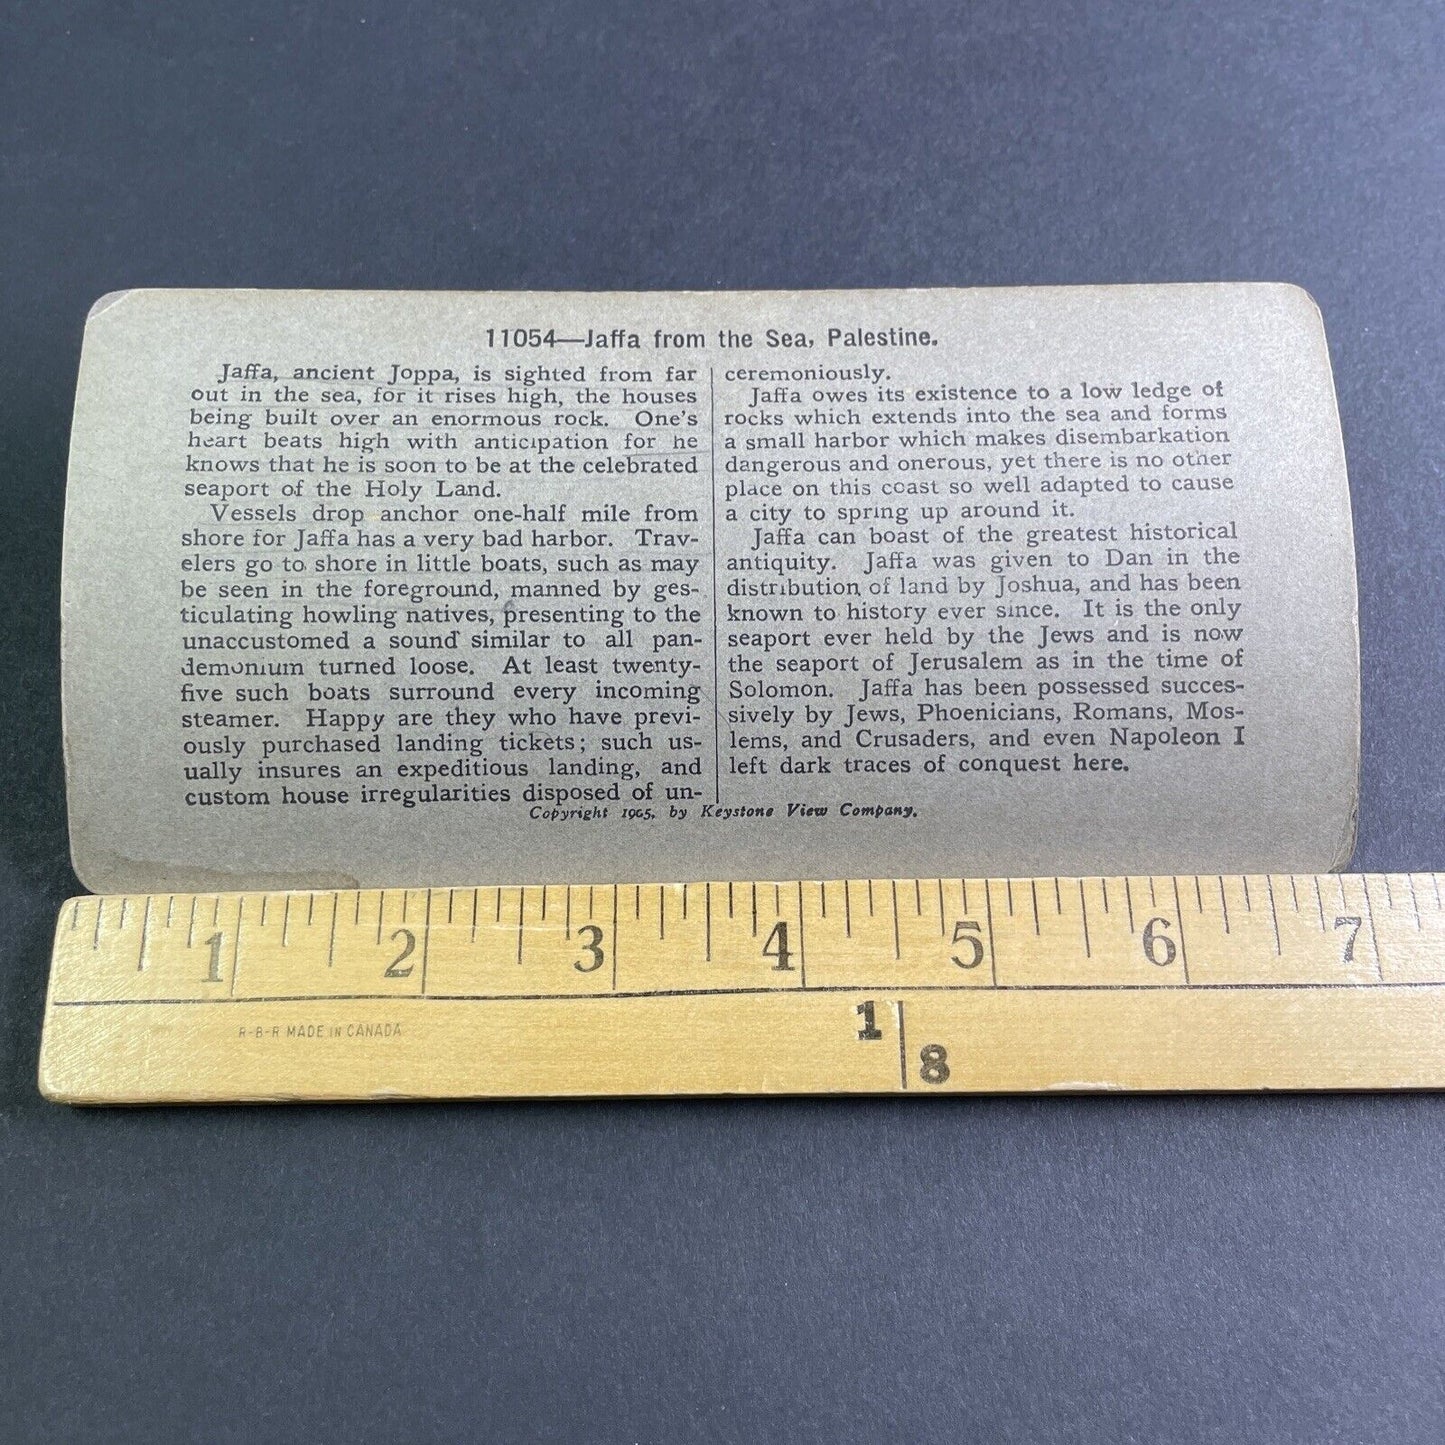 11054—Jaffa from the Sea, Palestine.
Jaffa, ancient Joppa, is sighted from far
out in the sea, for it rises high, the houses
being built over an enormous rock. One's
heart beats high with anticipation for he
knows that he is soon to be at the celebrated
seaport of the Holy Land.
Vessels drop anchor one-half mile from
shore for Jaffa has a very bad harbor. Trav-
elers go to shore in little boats, such as may
be seen in the foreground, manned by ges-
ticulating howling natives, presenting to the
unaccustomed a sound similar to all pan-
demonium turned loose. At least twenty-
five such boats surround every incoming
steamer. Happy are they who have previ-
ously purchased landing tickets; such us-
ually insures an expeditious landing, and
custom house irregularities disposed of un-
ceremoniously.
Jaffa owes its existence to a low ledge of
rocks which extends into the sea and forms
a small harbor which makes disembarkation
dangerous and onerous, yet there is no other
place on this coast so well adapted to cause
a city to spring up around it.
Jaffa can boast of the greatest historical
antiquity. Jaffa was given to Dan in the
distribution of land by Joshua, and has been
known to history ever since. It is the only
seaport ever held by the Jews and is now
the seaport of Jerusalem as in the time of
Solomon. Jaffa has been possessed succes-
sively by Jews, Phoenicians, Romans, Mos-
lems, and Crusaders, and even Napoleon I
left dark traces of conquest here.
Copyright 1905, by Keystone View Company.
1 2 3 4 5 6 7
R-B-R MADE IN CANADA
1
8